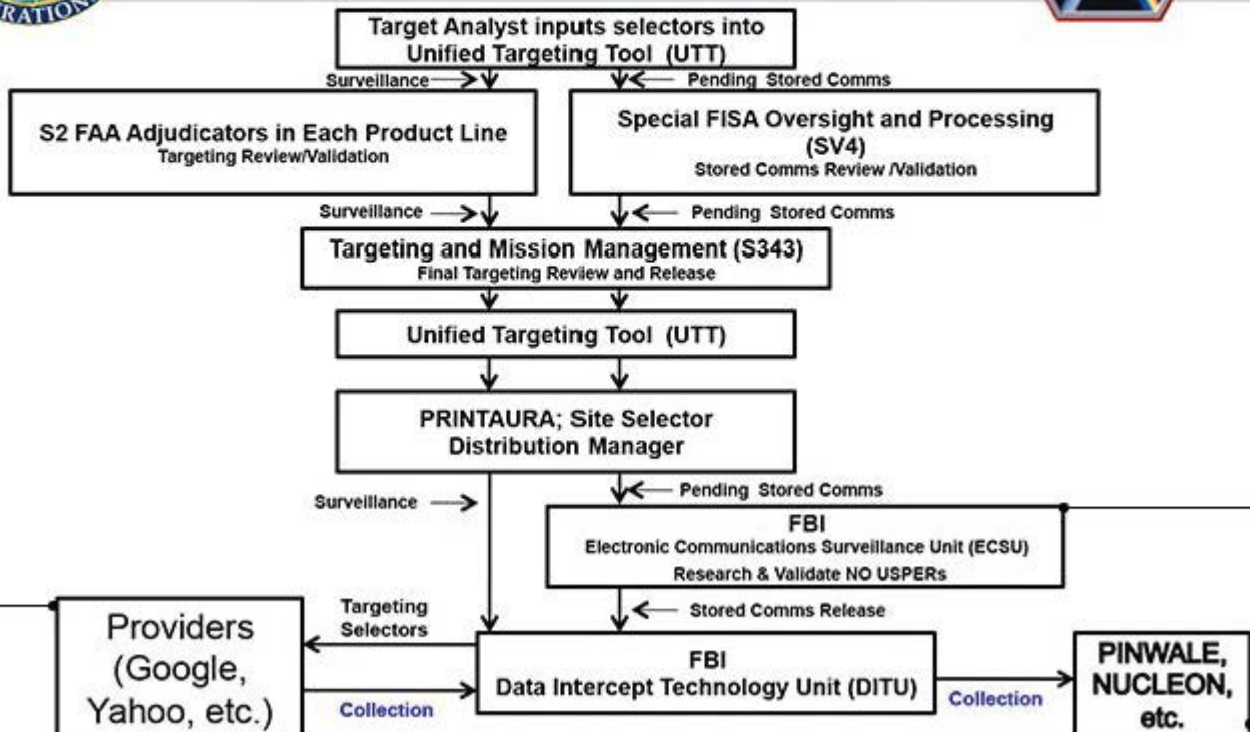 RATION
Target Analyst inputs selectors into
Unified Targeting Tool (UTT)
Surveillance
Pending Stored Comms
S2 FAA Adjudicators in Each Product Line
Targeting Review/Validation
Special FISA Oversight and Processing
(SV4)
Stored Comms Review /Validation
Surveillance
Pending Stored Comms
Targeting and Mission Management (S343)
Final Targeting Review and Release
Unified Targeting Tool (UTT)
PRINTAURA; Site Selector
Distribution Manager
Surveillance
Pending Stored Comms
FBI
Electronic Communications Surveillance Unit (ECSU)
Research & Validate NO USPERs
Stored Comms Release
Targeting
Selectors
Providers
(Google,
Yahoo, etc.)
Collection
FBI
Data Intercept Technology Unit (DITU)
Collection
PINWALE,
NUCLEON,
etc.